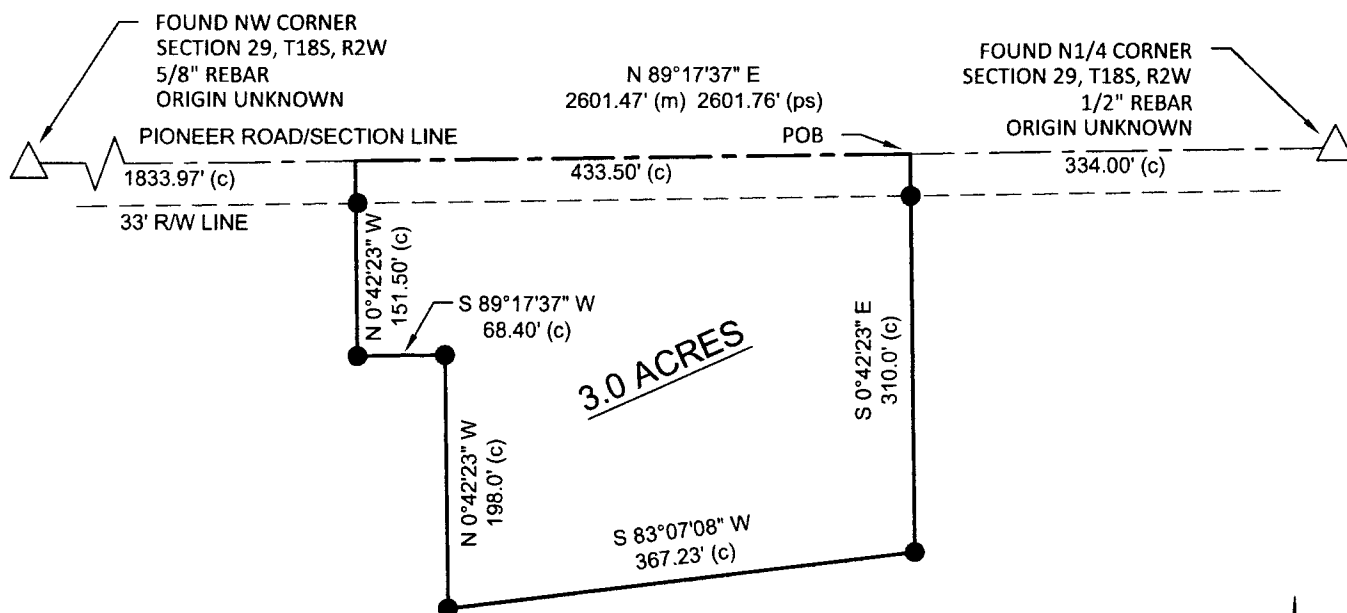 FOUND NW CORNER
SECTION 29, T18S, R2W
5/8" REBAR
ORIGIN UNKNOWN
N 89°17'37" E
2601.47' (m) 2601.76' (ps)
FOUND N1/4 CORNER
SECTION 29, T18S, R2W
1/2" REBAR
ORIGIN UNKNOWN
PIONEER ROAD/SECTION LINE
POB
1833.97' (c)
433.50' (c)
334.00' (c)
33' R/W LINE
N 0°42'23" W
151.50' (c)
S 89°17'37" W
68.40' (c)
3.0 ACRES
S 0°42'23" E
310.0' (c)
N 0°42'23" W
198.0' (c)
S 83°07'08" W
367.23' (c)